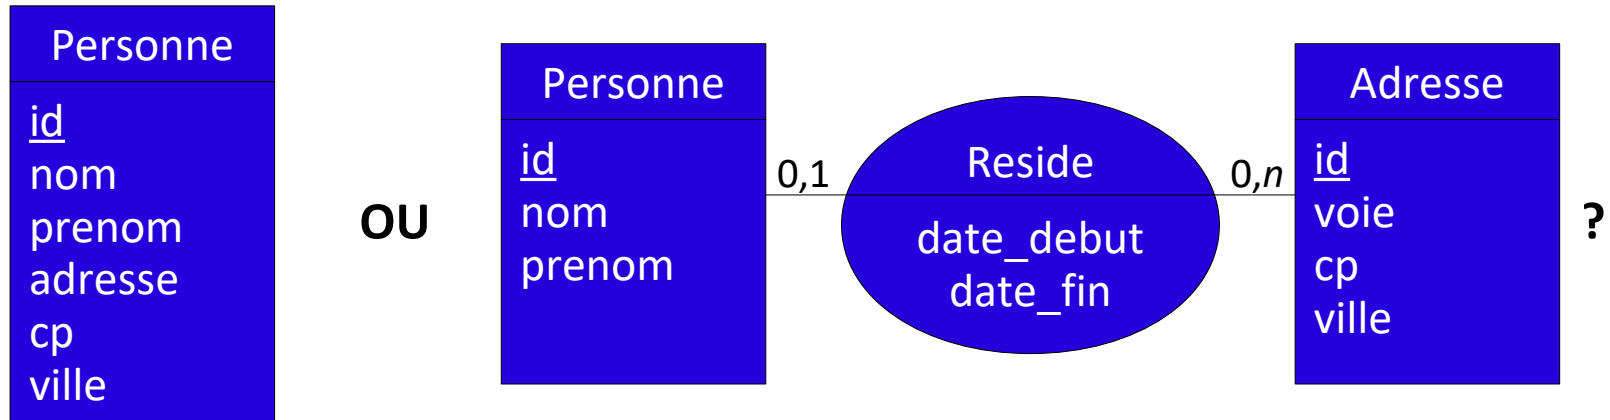 Personne
id
nom
prenom
adresse
cp
ville
OU
Personne
id
nom
prenom
0,1
Reside
date_debut
date_fin
0,n
Adresse
id
voie
cp
ville
?